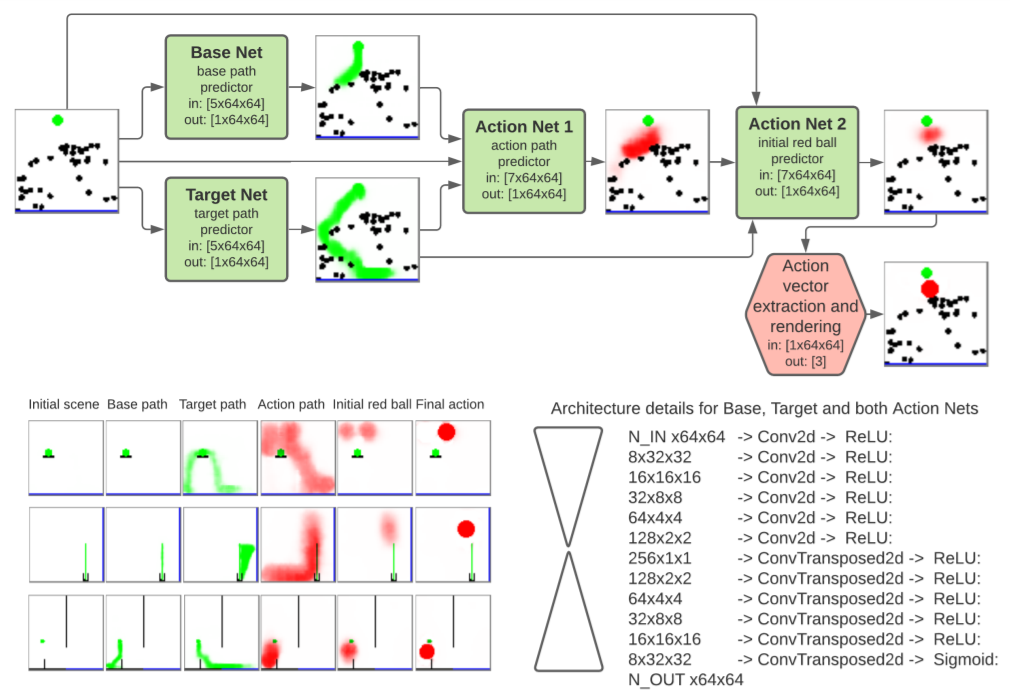 Base Net
base path
predictor
in: [5x64x64]
out: [1x64x64]
Target Net
target path
predictor
in: [5x64x64]
out: [1x64x64]
Action Net 1
action path
predictor
in: [7x64x64]
out: [1x64x64]
Action Net 2
initial red ball
predictor
in: [7x64x64]
out: [1x64x64]
Action
vector
extraction and
rendering
in: [1x64x64]
out: [3]
Initial scene Base path Target path Action path Initial red ball Final action
Architecture details for Base, Target and both Action Nets
N_IN x64x64 -> Conv2d -> ReLU:
8x32x32 -> Conv2d -> ReLU:
16x16x16 -> Conv2d -> ReLU:
32x8x8 -> Conv2d -> ReLU:
64x4x4 -> Conv2d -> ReLU:
128x2x2 -> Conv2d -> ReLU:
256x1x1 -> ConvTransposed2d -> ReLU:
128x2x2 -> ConvTransposed2d -> ReLU:
64x4x4 -> ConvTransposed2d -> ReLU:
32x8x8 -> ConvTransposed2d -> ReLU:
16x16x16 -> ConvTransposed2d -> ReLU:
8x32x32 -> ConvTransposed2d -> Sigmoid:
N_OUT x64x64